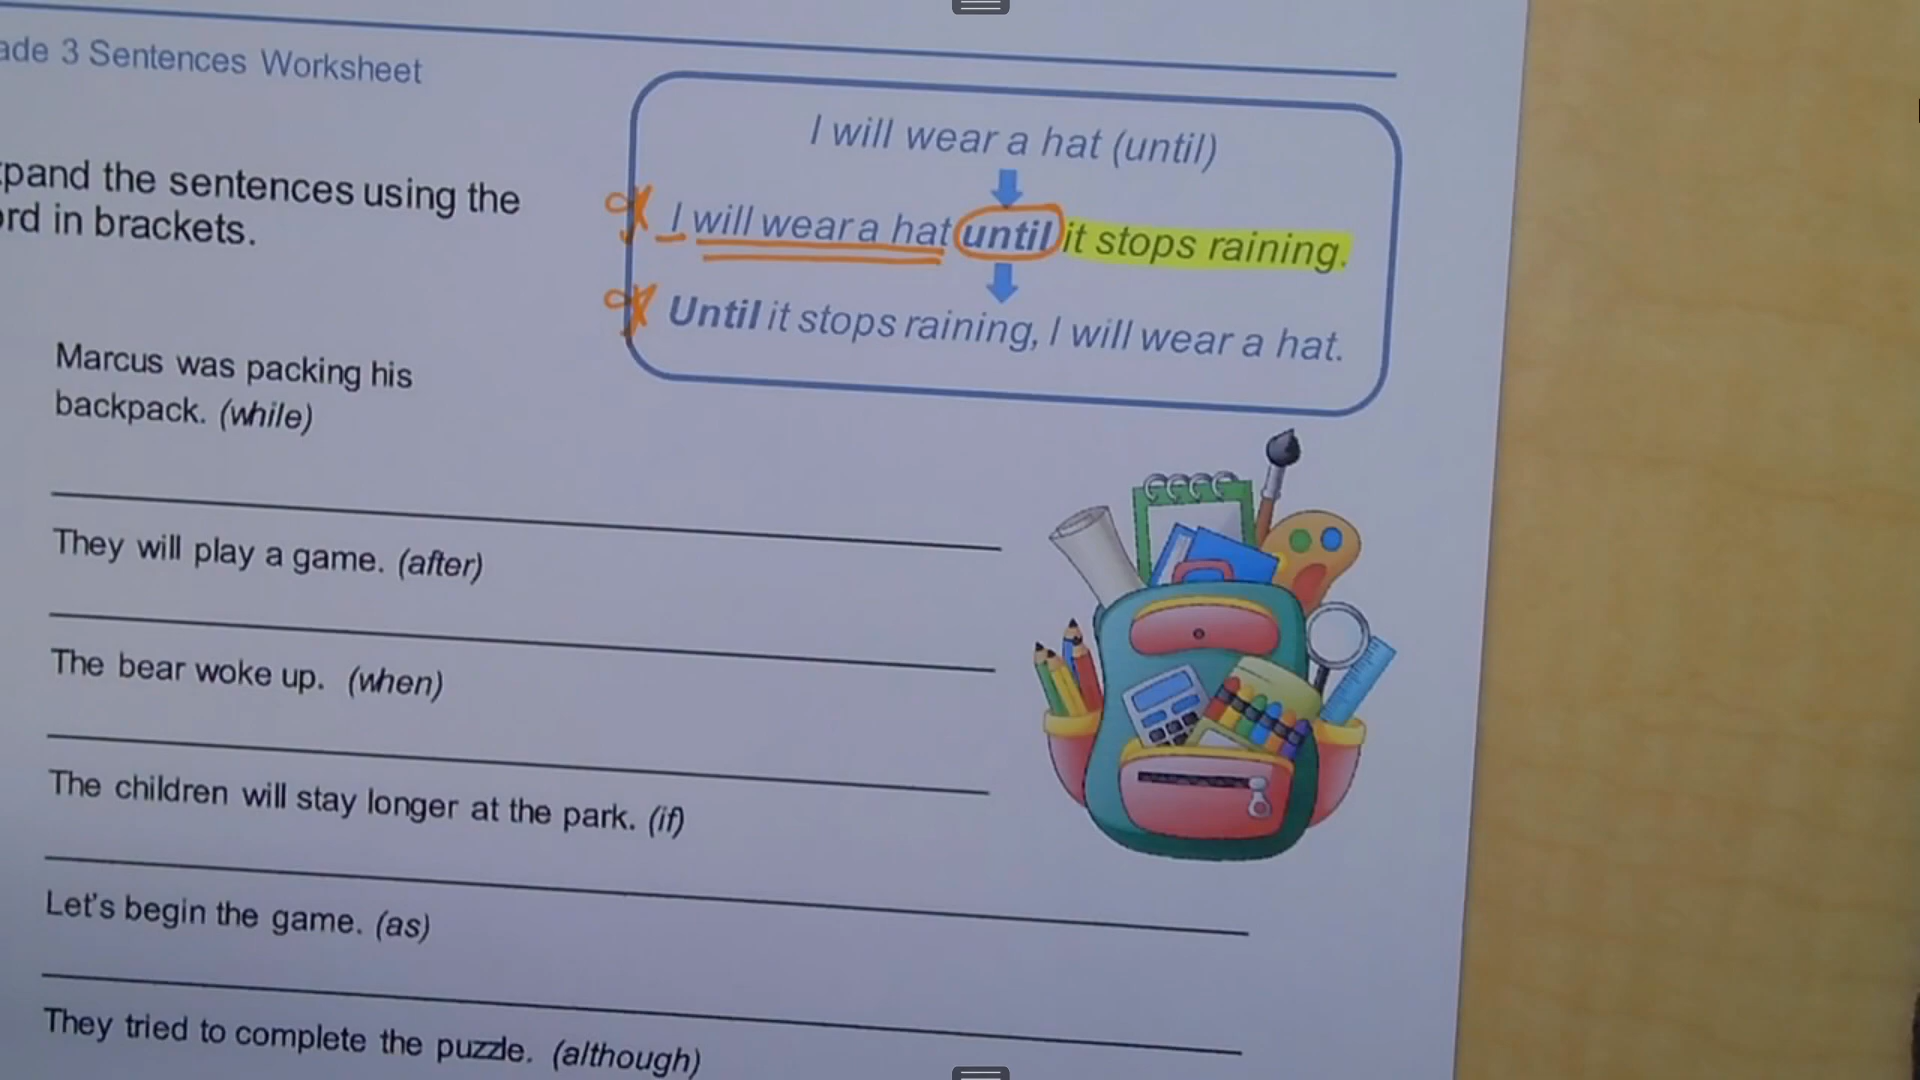 ade 3 Sentences Worksheet
I will wear a hat (until)
pand the sentences using the
rd in brackets.
I will wear a hat until it stops raining.
Until it stops raining, I will wear a hat.
Marcus was packing his
backpack. (while)
They will play a game. (after)
The bear woke up. (when)
The children will stay longer at the park. (if)
Let's begin the game. (as)
They tried to complete the puzzle. (although)